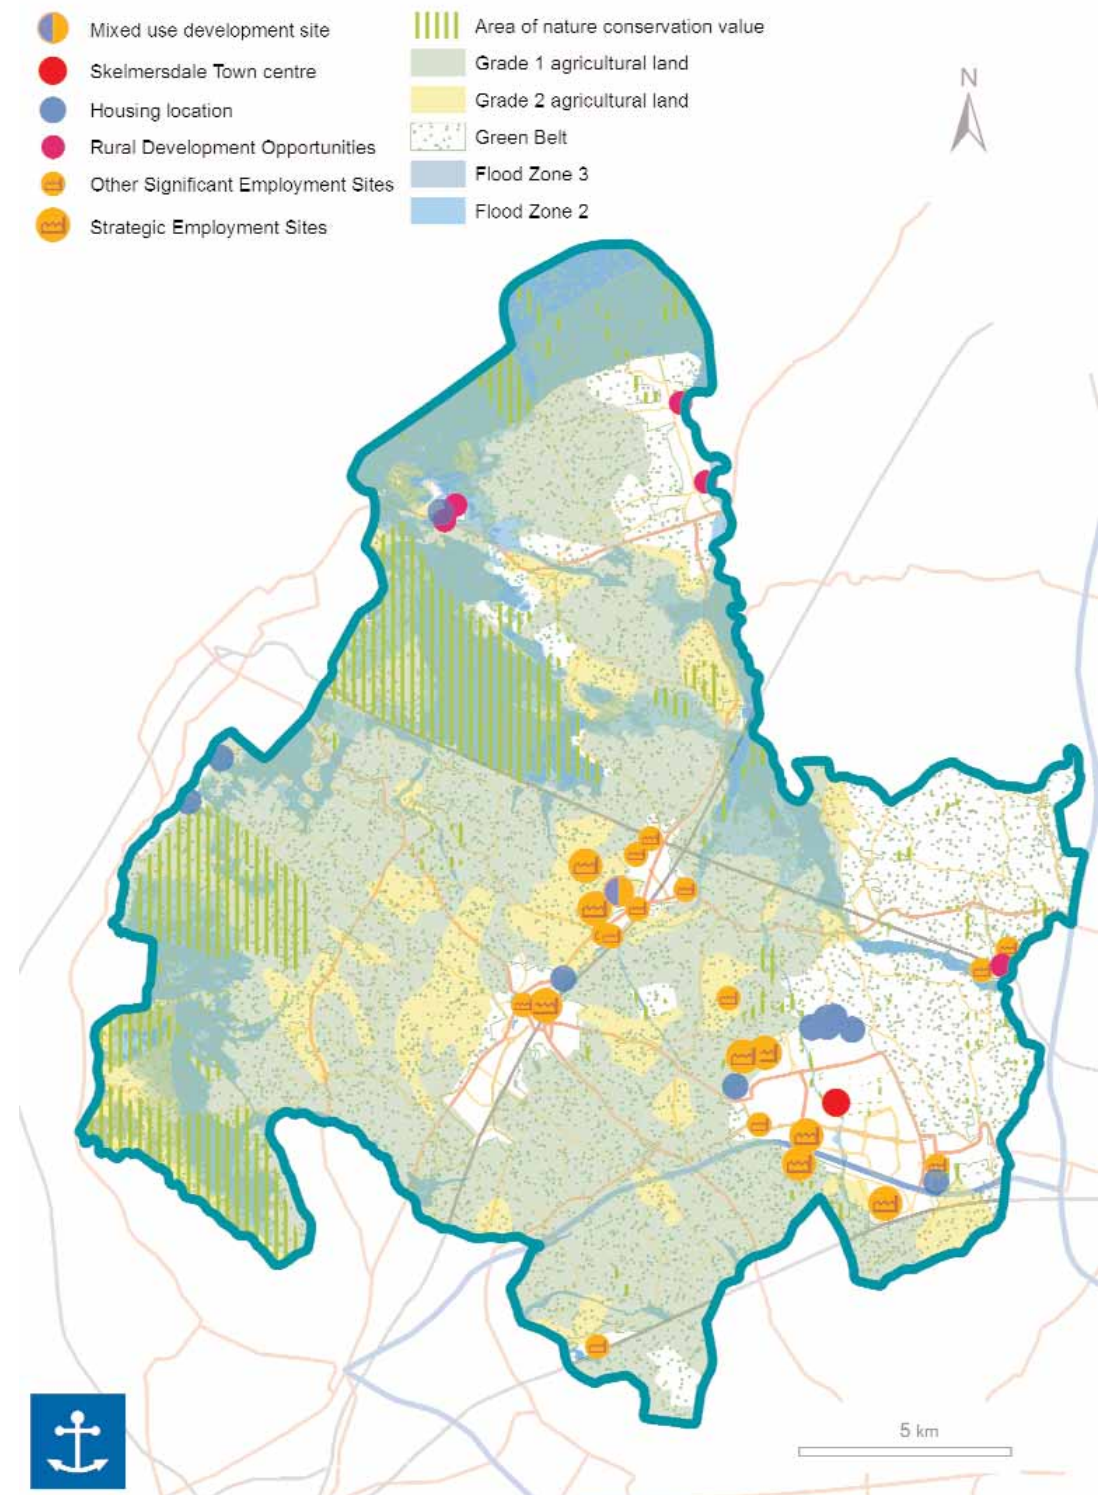 Mixed use development site
Skelmersdale Town centre
Housing location
Rural Development Opportunities
Other Significant Employment Sites
Strategic Employment Sites
Area of nature conservation value
Grade 1 agricultural land
Grade 2 agricultural land
Green Belt
Flood Zone 3
Flood Zone 2
N
5 km